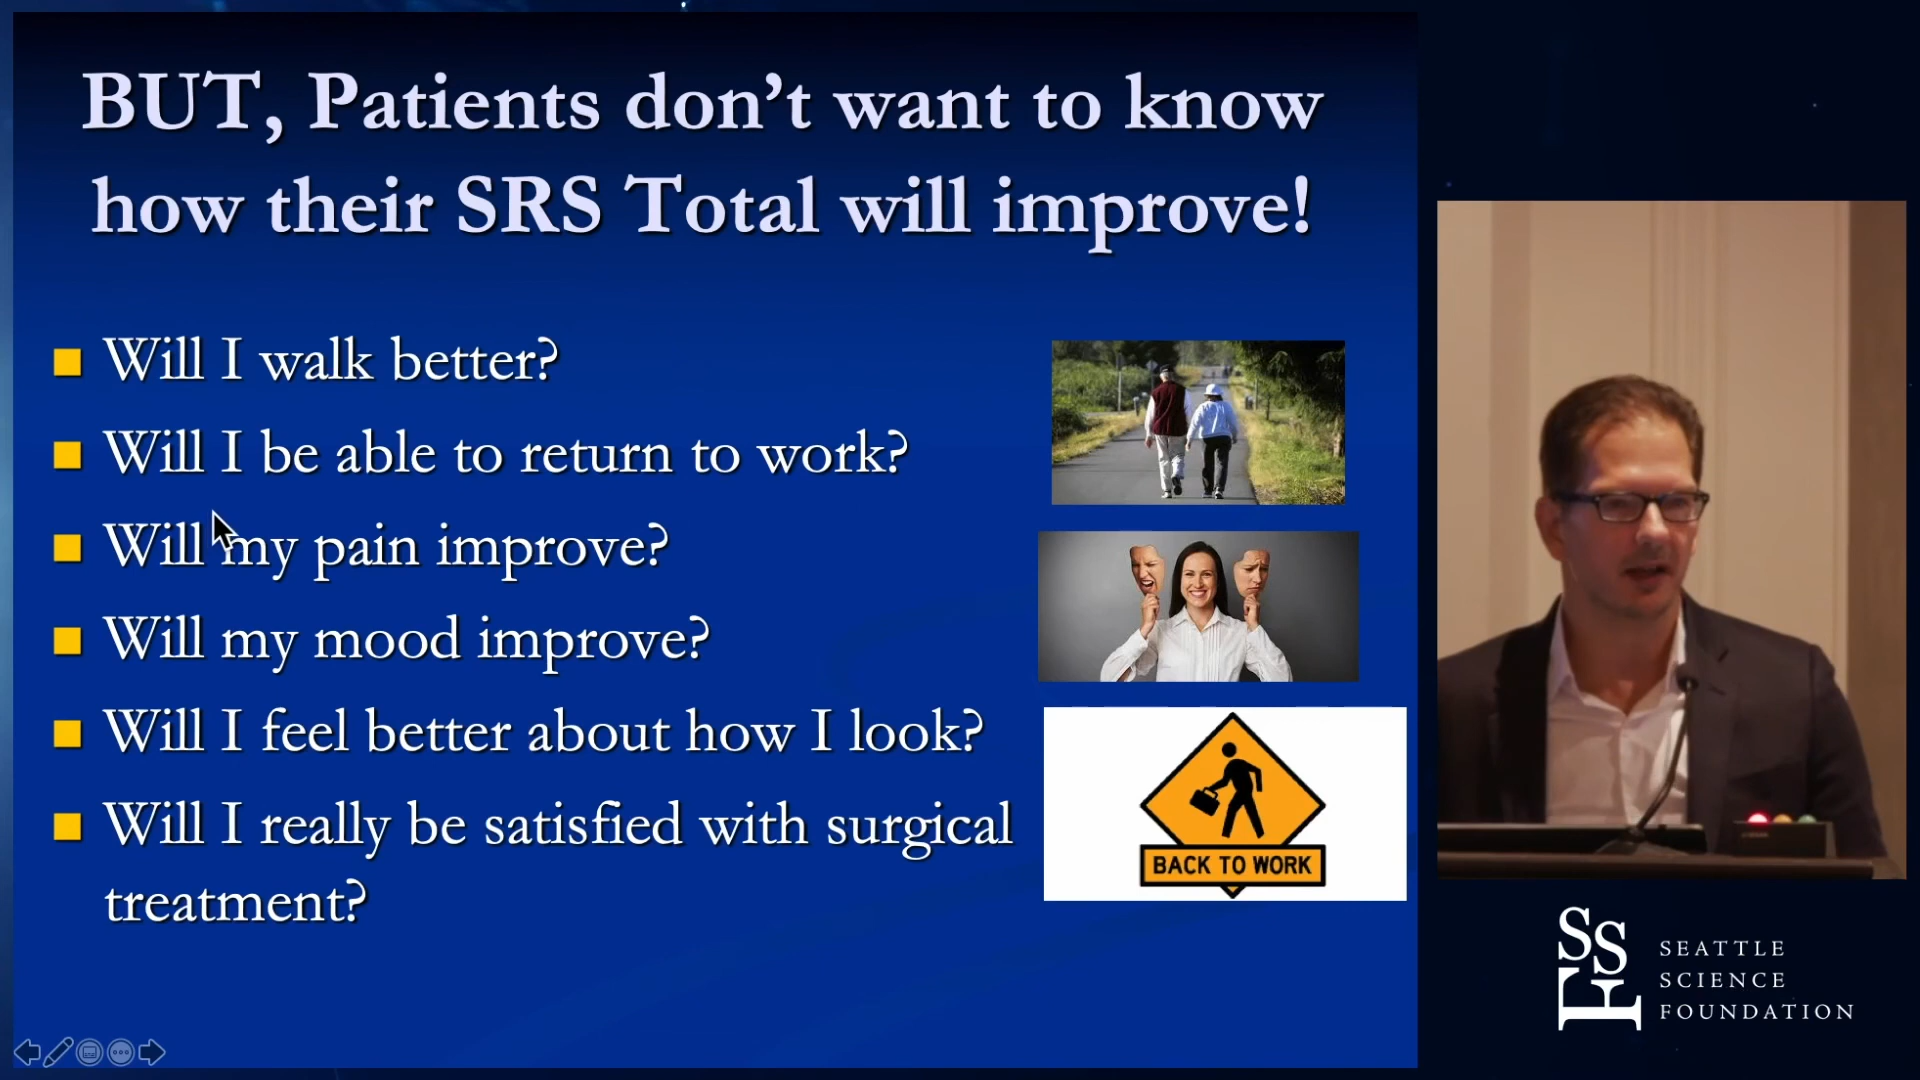 BUT, Patients don’t want to know
how their SRS Total will improve!
Will I walk better?
Will I be able to return to work?
Will my pain improve?
Will my mood improve?
Will I feel better about how I look?
Will I really be satisfied with surgical
treatment?
BACK TO WORK
SSF
SEATTLE
SCIENCE
FOUNDATION